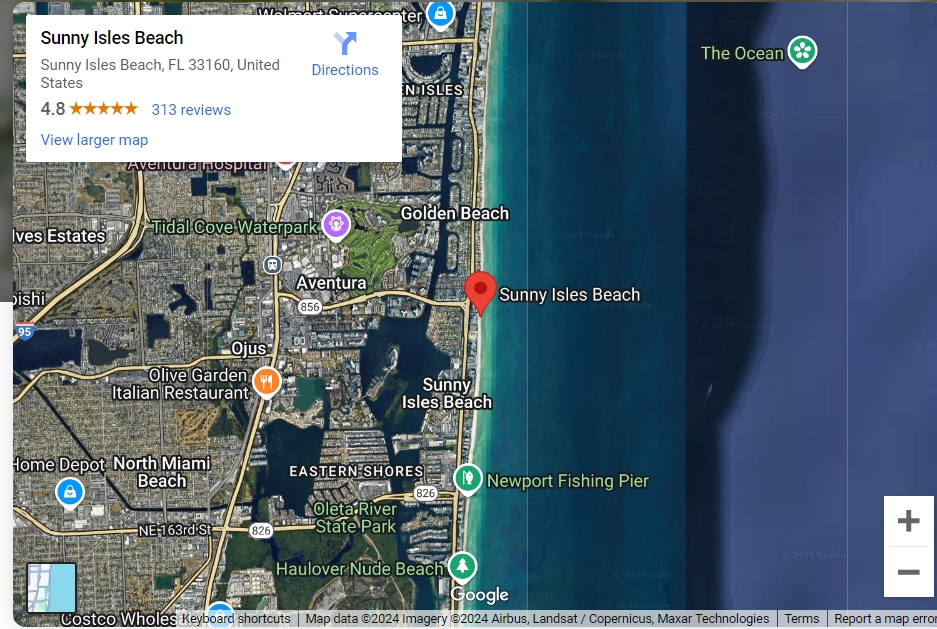 Walmart Supercenter
Sunny Isles Beach
Directions
Sunny Isles Beach, FL 33160, United
States
4.8
313 reviews
View larger map
The Ocean
EN ISLES
Aventura Hospital
Golden Beach
Tidal Cove Waterpark
lves Estates
Aventura
Sunny Isles Beach
856
oishi
95
Ojus
Olive Garden
Italian Restaurant
Sunny
Isles Beach
Home Depot
North Miami
Beach
EASTERN SHORES
Newport Fishing Pier
826
Oleta River
State Park
NE 163rd St
826
Haulover Nude Beach
Google
Costco Wholes
Keyboard shortcuts
Map data ©2024 Imagery ©2024 Airbus, Landsat / Copernicus, Maxar Technologies
Terms
Report a map error